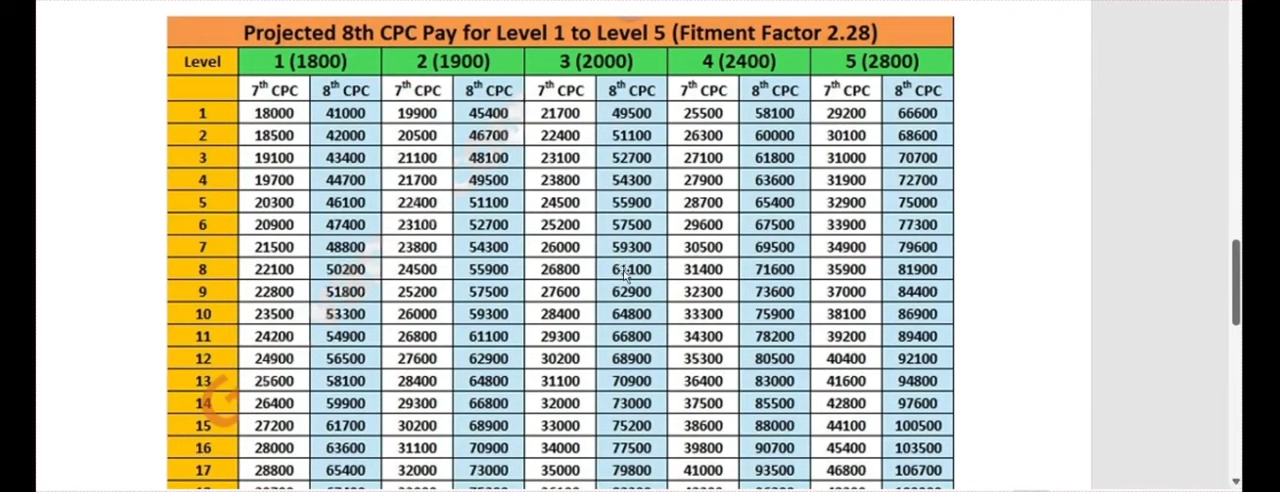 Projected 8th CPC Pay for Level 1 to Level 5 (Fitment Factor 2.28)
Level 1 (1800) 2 (1900) 3 (2000) 4 (2400) 5 (2800)
7th CPC 8th CPC 7th CPC 8th CPC 7th CPC 8th CPC 7th CPC 8th CPC 7th CPC 8th CPC
1 18000 41000 19900 45400 21700 49500 25500 58100 29200 66600
2 18500 42000 20500 46700 22400 51100 26300 60000 30100 68600
3 19100 43400 21100 48100 23100 52700 27100 61800 31000 70700
4 19700 44700 21700 49500 23800 54300 27900 63600 31900 72700
5 20300 46100 22400 51100 24500 55900 28700 65400 32900 75000
6 20900 47400 23100 52700 25200 57500 29600 67500 33900 77300
7 21500 48800 23800 54300 26000 59300 30500 69500 34900 79600
8 22100 50200 24500 55900 26800 61100 31400 71600 35900 81900
9 22800 51800 25200 57500 27600 62900 32300 73600 37000 84400
10 23500 53300 26000 59300 28400 64800 33300 75900 38100 86900
11 24200 54900 26800 61100 29300 66800 34300 78200 39200 89400
12 24900 56500 27600 62900 30200 68900 35300 80500 40400 92100
13 25600 58100 28400 64800 31100 70900 36400 83000 41600 94800
14 26400 59900 29300 66800 32000 73000 37500 85500 42800 97600
15 27200 61700 30200 68900 33000 75200 38600 88000 44100 100500
16 28000 63600 31100 70900 34000 77500 39800 90700 45400 103500
17 28800 65400 32000 73000 35000 79800 41000 93500 46800 106700